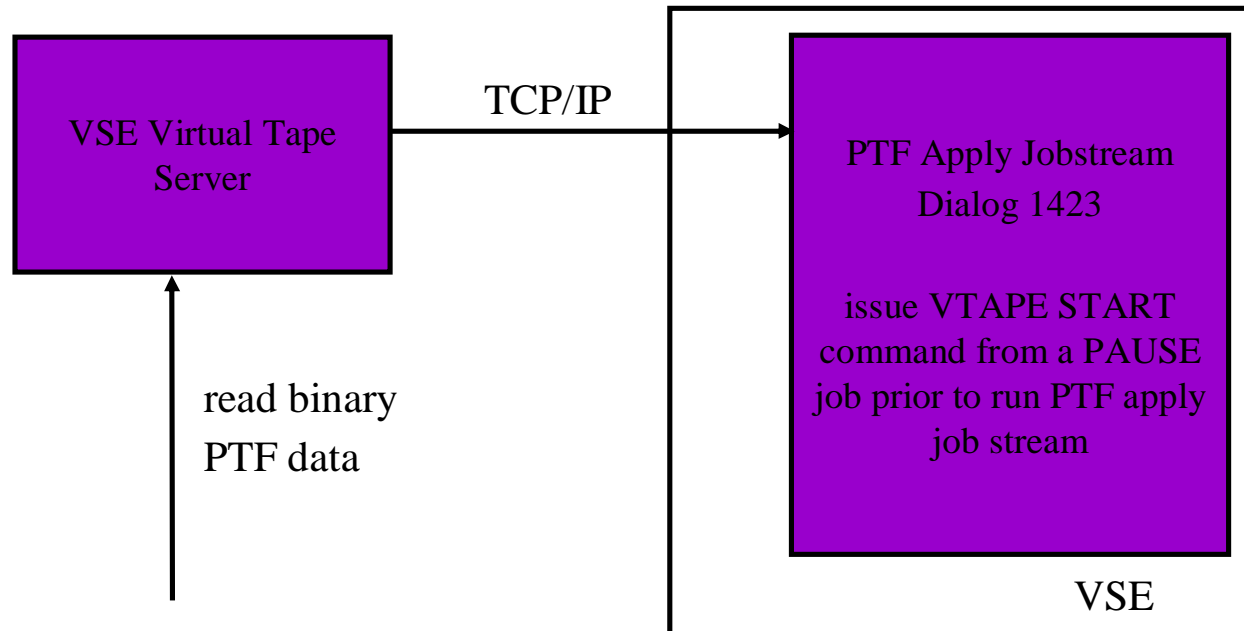 VSE Virtual Tape
Server
TCP/IP
PTF Apply Jobstream
Dialog 1423
issue VTAPE START
command from a PAUSE
job prior to run PTF apply
job stream
read binary
PTF data
VSE